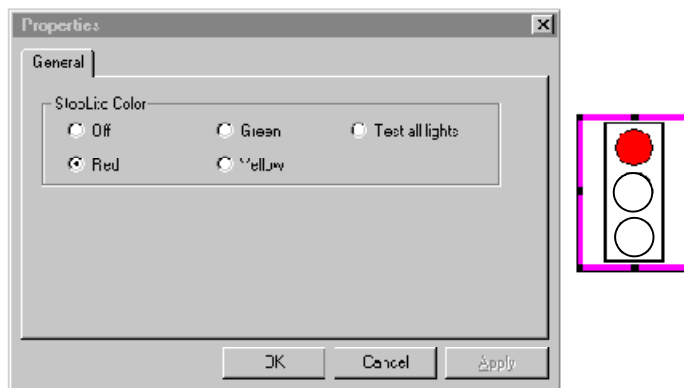 Properties
General
StopLite Color
Off Green Test all lights
Red Yellow
OK Cancel Apply